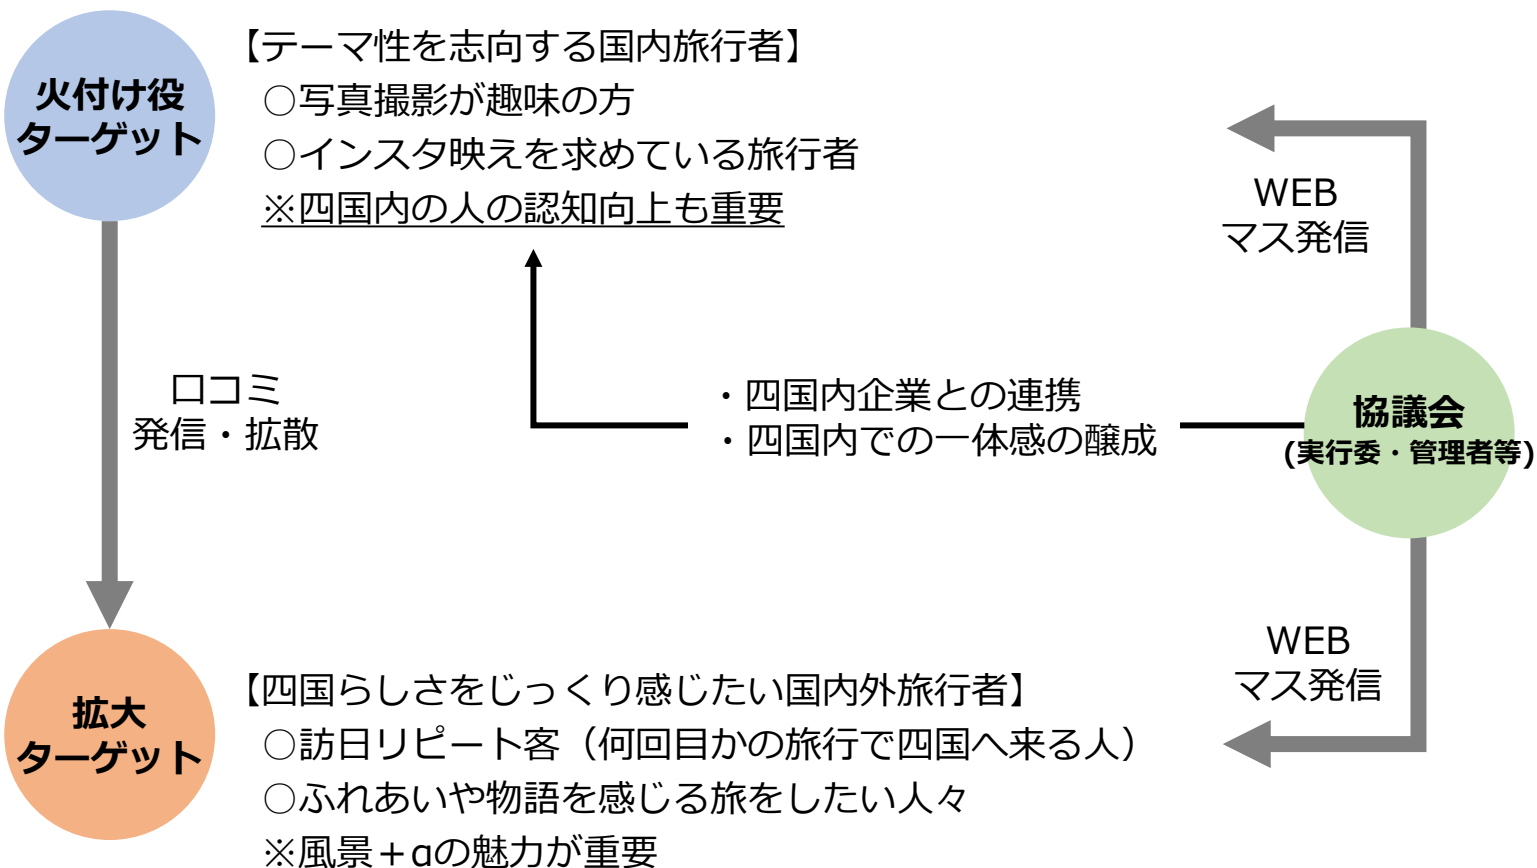 火付け役
ターゲット
【テーマ性を志向する国内旅行者】
○写真撮影が趣味の方
○インスタ映えを求めている旅行者
※四国内の人の認知向上も重要
WEB
マス発信
口コミ
発信・拡散
・四国内企業との連携
・四国内での一体感の醸成
協議会
(実行委・管理者等)
WEB
マス発信
拡大
ターゲット
【四国らしさをじっくり感じたい国内外旅行者】
○訪日リピート客（何回目かの旅行で四国へ来る人）
○ふれあいや物語を感じる旅をしたい人々
※風景＋αの魅力が重要